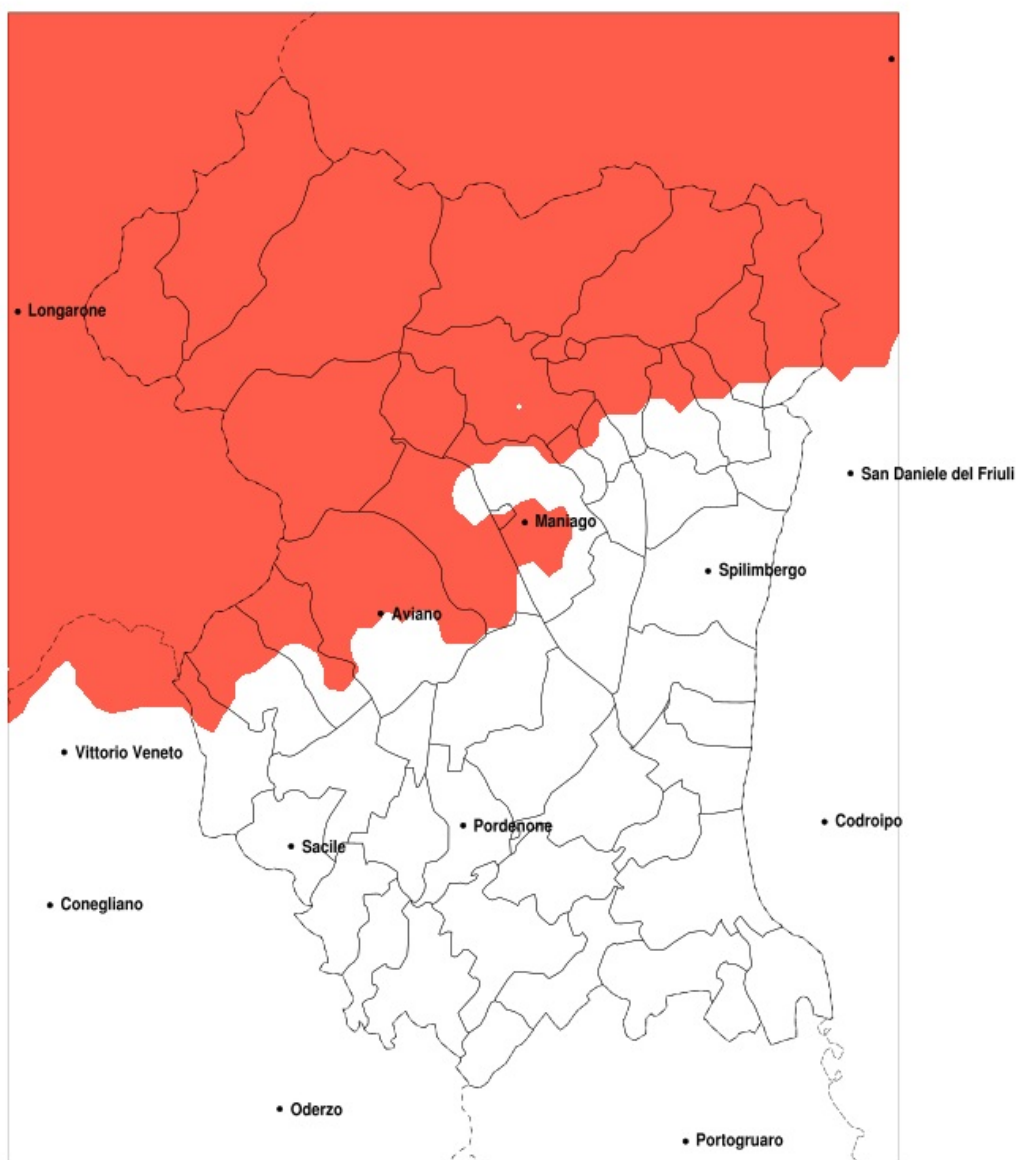 Longarone
San Daniele del Friuli
Maniago
Spilimbergo
Aviano
Vittorio Veneto
Codroipo
Pordenone
Sacile
Conegliano
Oderzo
Portogruaro